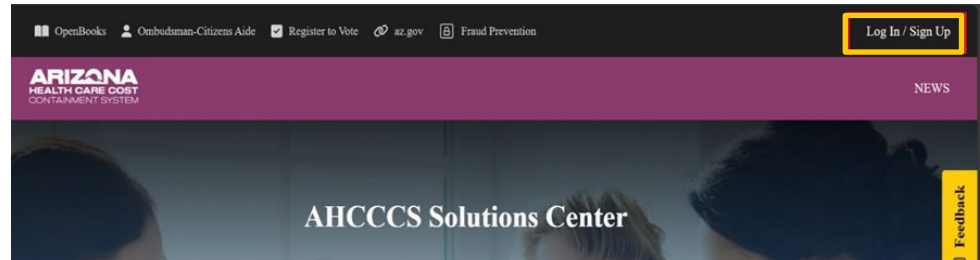 OpenBooks Ombudsman-Citizens Aide Register to Vote az.gov Fraud Prevention Log In / Sign Up
ARIZONA
HEALTH CARE COST
CONTAINMENT SYSTEM
NEWS
AHCCCS Solutions Center
Feedback